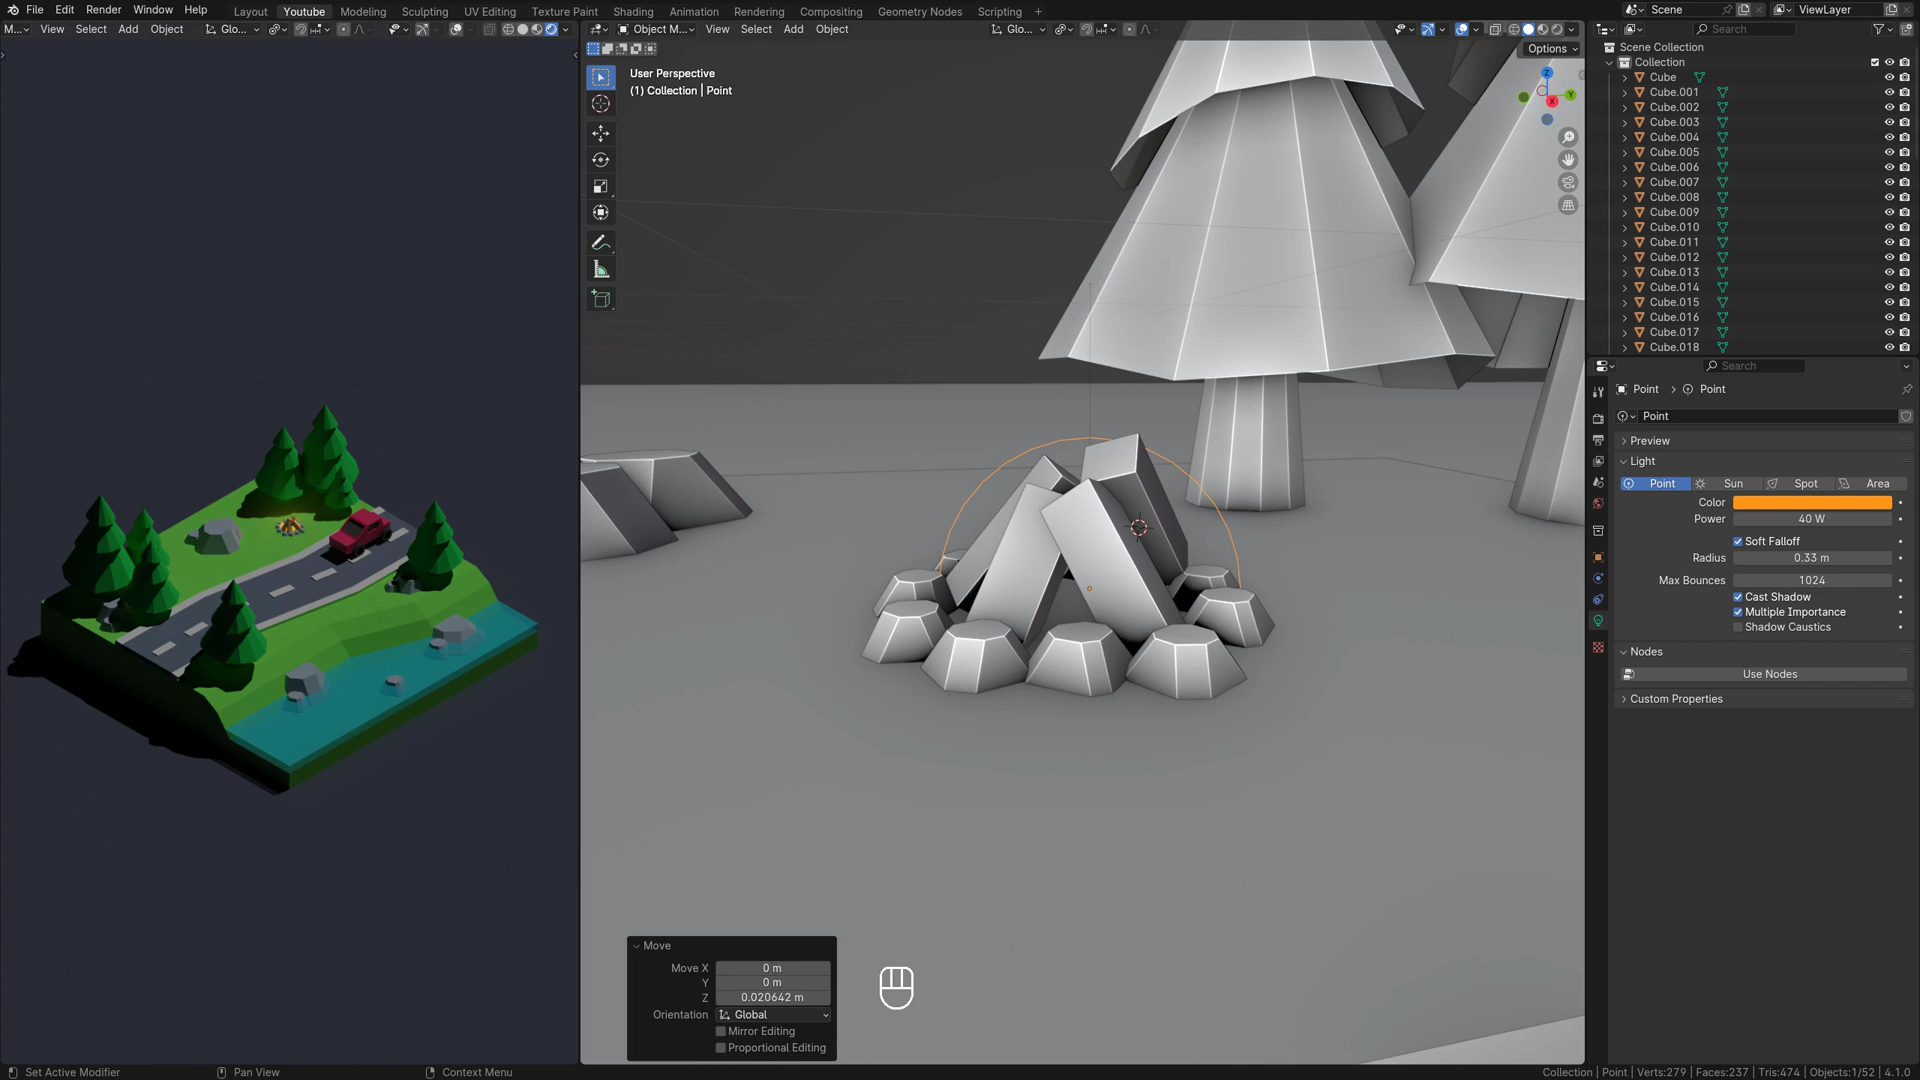 File Edit Render Window Help
Layout Youtube Modeling Sculpting UV Editing Texture Paint Shading Animation Rendering Compositing Geometry Nodes Scripting +
Scene
ViewLayer
M... View Select Add Object
Glo...
Object M... View Select Add Object
Glo...
Options
User Perspective
(1) Collection | Point
Z
Y
X
Search
Scene Collection
Collection
Cube
Cube.001
Cube.002
Cube.003
Cube.004
Cube.005
Cube.006
Cube.007
Cube.008
Cube.009
Cube.010
Cube.011
Cube.012
Cube.013
Cube.014
Cube.015
Cube.016
Cube.017
Cube.018
Search
Point > Point
Point
Preview
Light
Point Sun Spot Area
Color
Power 40 W
Soft Falloff
Radius 0.33 m
Max Bounces 1024
Cast Shadow
Multiple Importance
Shadow Caustics
Nodes
Use Nodes
Custom Properties
Move
Move X 0 m
Y 0 m
Z 0.020642 m
Orientation Global
Mirror Editing
Proportional Editing
Set Active Modifier
Pan View
Context Menu
Collection | Point | Verts:279 | Faces:237 | Tris:474 | Objects:1/52 | 4.1.0